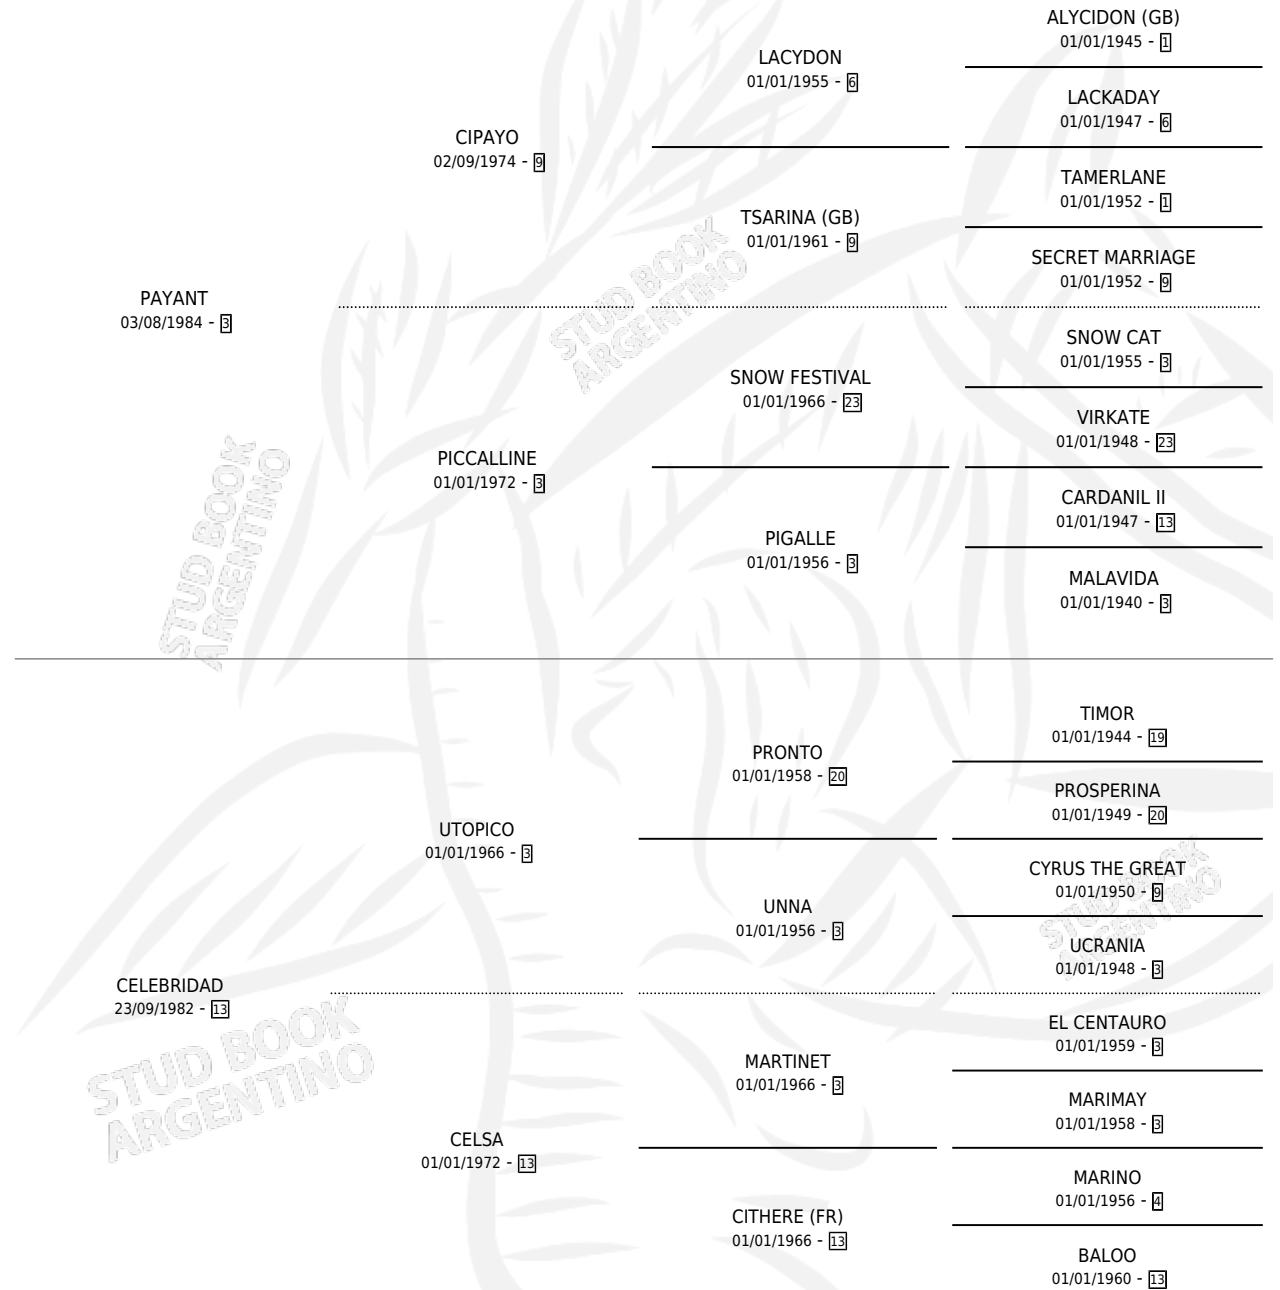 ALYCIDON (GB)
01/01/1945 - 1
LACYDON
01/01/1955 - 6
LACKADAY
01/01/1947 - 6
CIPAYO
02/09/1974 - 9
TAMERLANE
01/01/1952 - 1
TSARINA (GB)
01/01/1961 - 9
SECRET MARRIAGE
01/01/1952 - 9
PAYANT
03/08/1984 - 3
SNOW CAT
01/01/1955 - 3
SNOW FESTIVAL
01/01/1966 - 23
VIRKATE
01/01/1948 - 23
PICCALLINE
01/01/1972 - 3
CARDANIL II
01/01/1947 - 13
PIGALLE
01/01/1956 - 3
MALAVIDA
01/01/1940 - 3
TIMOR
01/01/1944 - 19
PRONTO
01/01/1958 - 20
PROSPERINA
01/01/1949 - 20
UTOPICO
01/01/1966 - 3
CYRUS THE GREAT
01/01/1950 - 9
UNNA
01/01/1956 - 3
UCRANIA
01/01/1948 - 3
CELEBRIDAD
23/09/1982 - 13
EL CENTAURO
01/01/1959 - 3
MARTINET
01/01/1966 - 3
MARIMAY
01/01/1958 - 3
CELSA
01/01/1972 - 13
MARINO
01/01/1956 - 4
CITHERE (FR)
01/01/1966 - 13
BALOO
01/01/1960 - 13
STUD BOOK
ARGENTINO
STUD BOOK
ARGENTINO
STUD BOOK
ARGENTINO
STUD BOOK
ARGENTINO